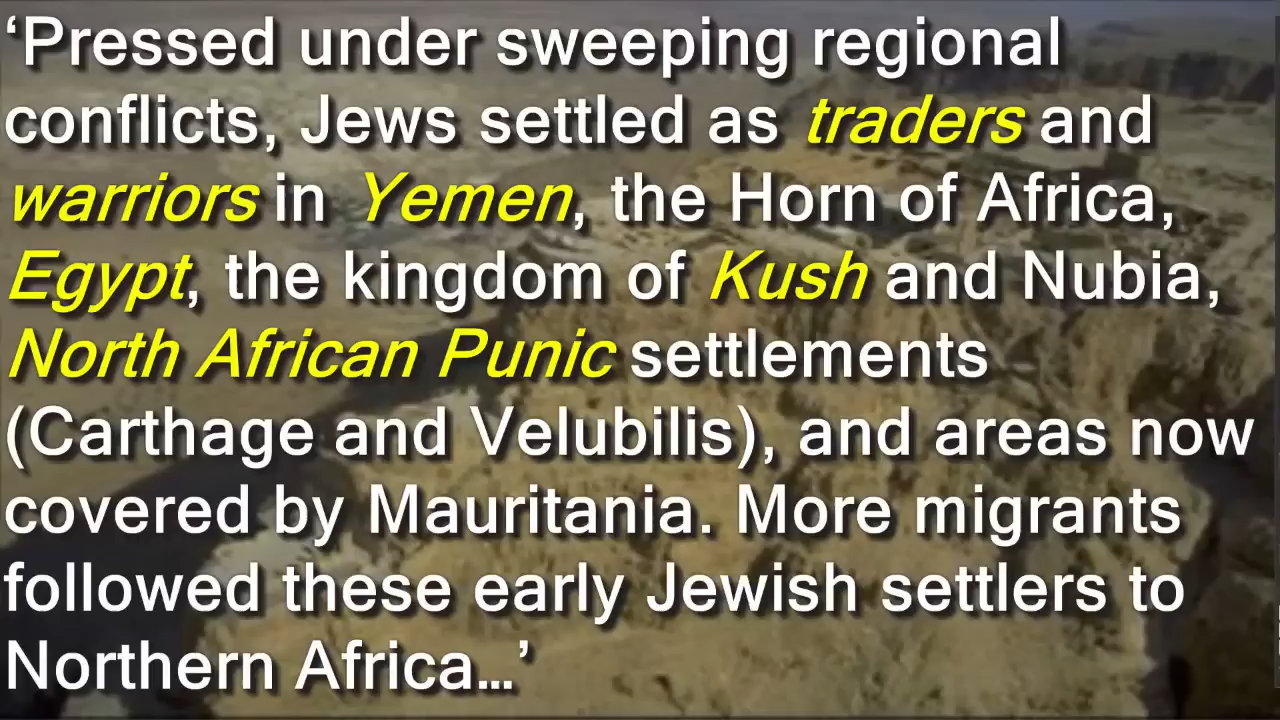 ‘Pressed under sweeping regional
conflicts, Jews settled as traders and
warriors in Yemen, the Horn of Africa,
Egypt, the kingdom of Kush and Nubia,
North African Punic settlements
(Carthage and Velubilis), and areas now
covered by Mauritania. More migrants
followed these early Jewish settlers to
Northern Africa…’